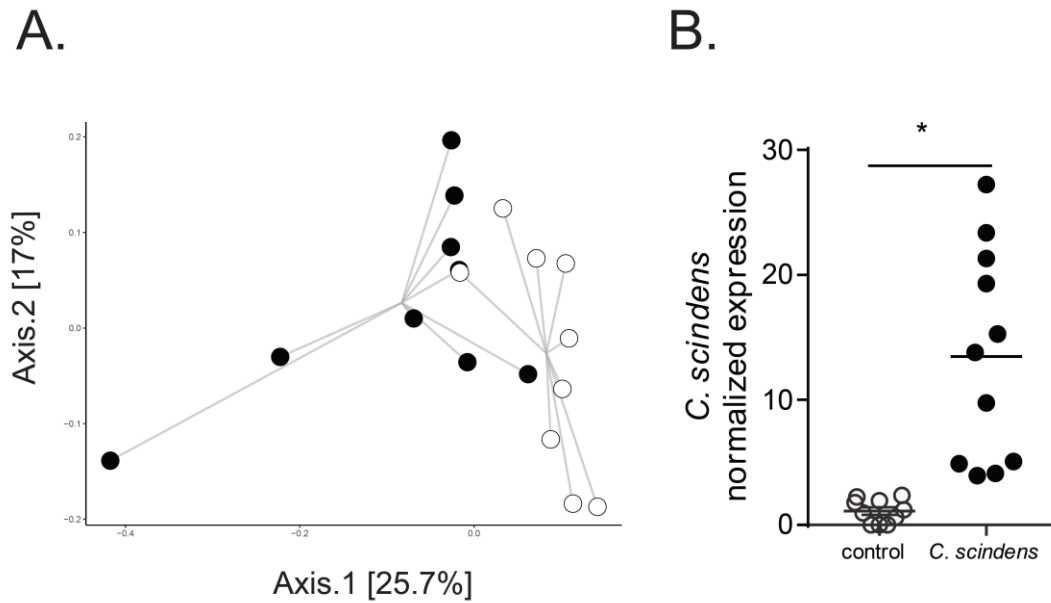 A.
0.2
0.1
0.0
−0.1
−0.2
Axis.2 [17%]
−0.4
−0.2
0.0
Axis.1 [25.7%]
B.
*
30
20
10
0
C. scindens
normalized expression
control
C. scindens